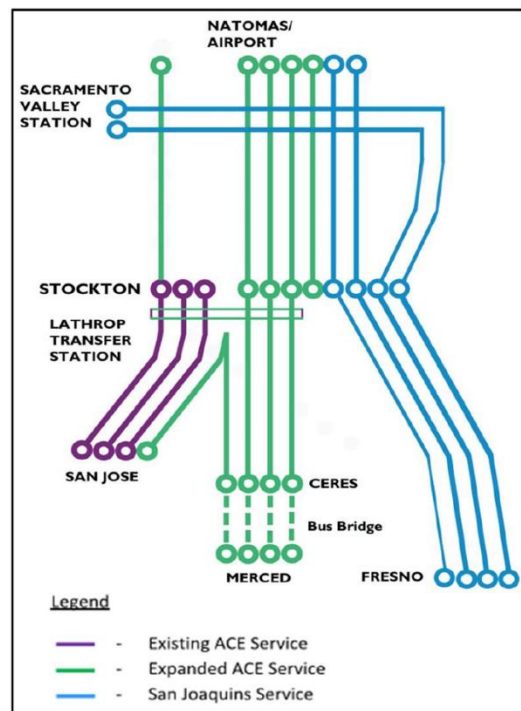 NATOMAS/
AIRPORT
SACRAMENTO
VALLEY
STATION
STOCKTON
LATHROP
TRANSFER
STATION
SAN JOSE
CERES
Bus Bridge
MERCED
FRESNO
Legend
- Existing ACE Service
- Expanded ACE Service
- San Joaquins Service